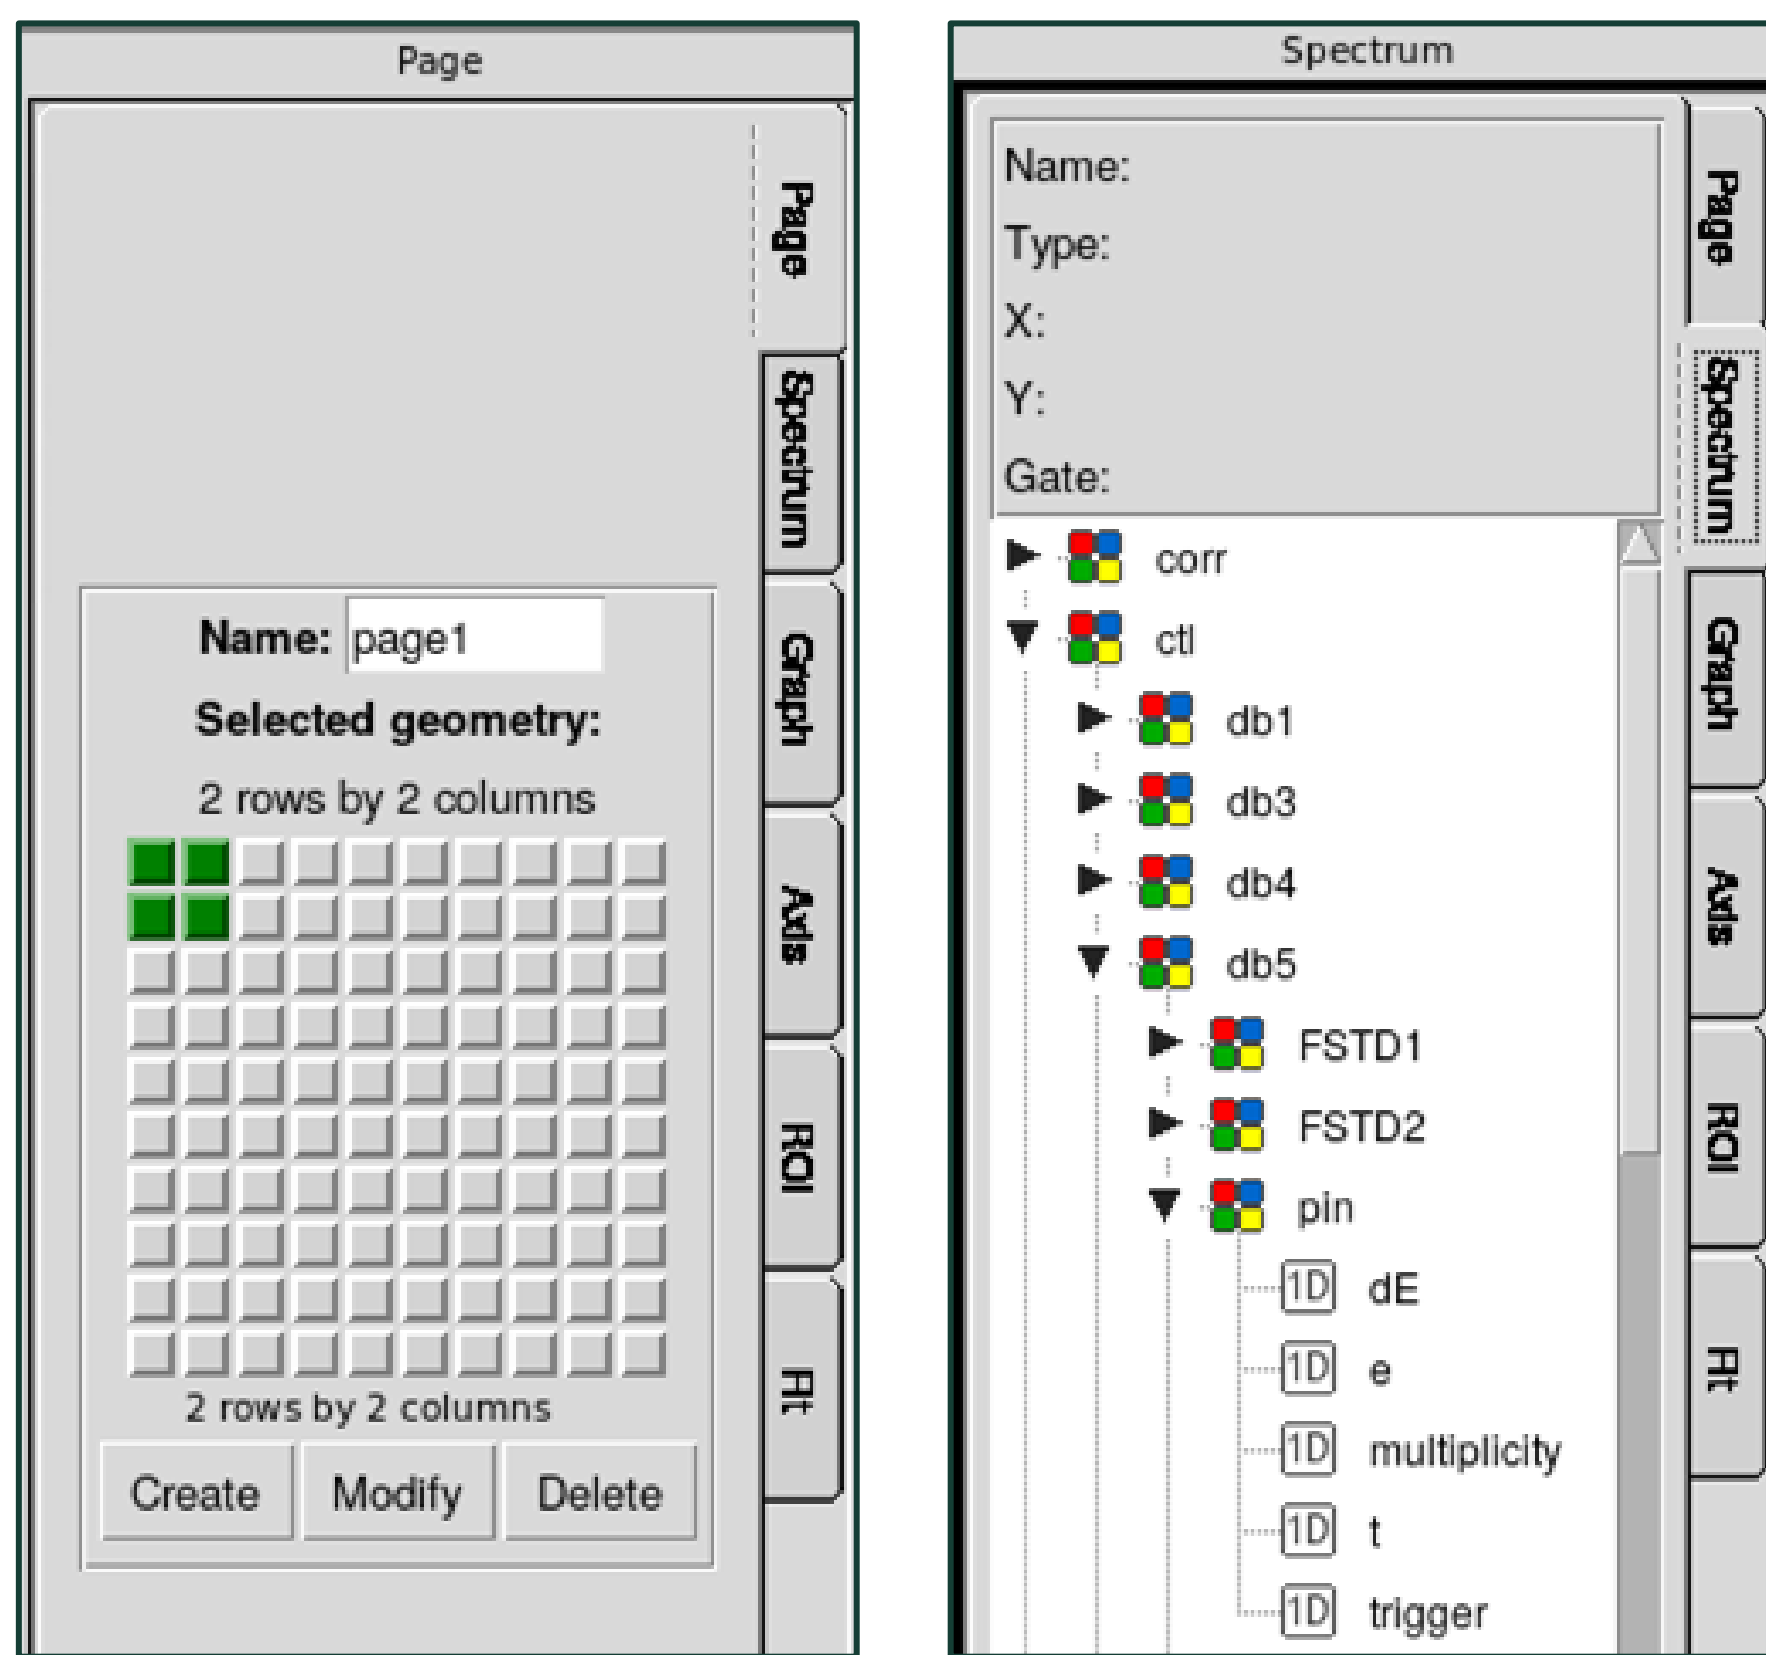 Page
Page
Spectrum
Graph
Axis
ROI
Fit
Name: page1
Selected geometry:
2 rows by 2 columns
2 rows by 2 columns
Create Modify Delete
Spectrum
Name:
Type:
X:
Y:
Gate:
corr
ctl
db1
db3
db4
db5
FSTD1
FSTD2
pin
1D dE
1D e
1D multiplicity
1D t
1D trigger
Page
Spectrum
Graph
Axis
ROI
Fit